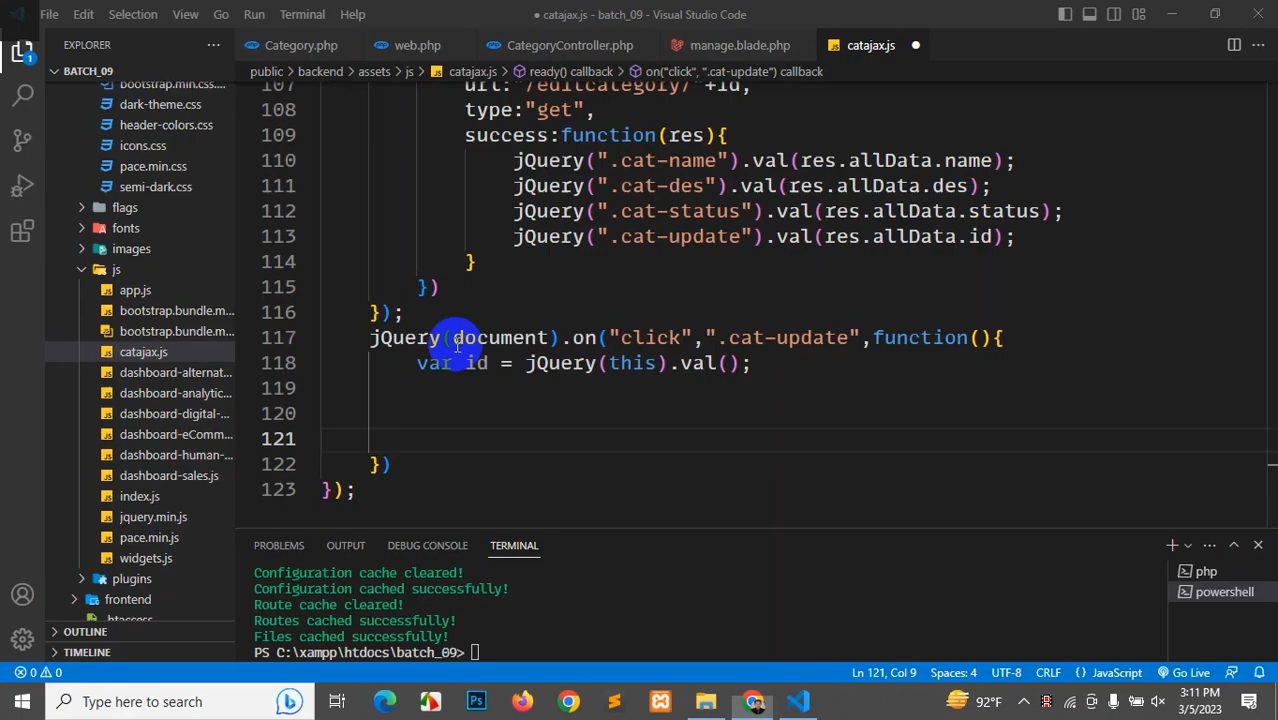 File Edit Selection View Go Run Terminal Help
● catajax.js - batch_09 - Visual Studio Code
EXPLORER
Category.php web.php CategoryController.php manage.blade.php catajax.js
BATCH_09
public > backend > assets > js > catajax.js > ready() callback > on("click", ".cat-update") callback
bootstrap.min.css...
dark-theme.css
header-colors.css
icons.css
pace.min.css
semi-dark.css
flags
fonts
images
js
app.js
bootstrap.bundle.m...
bootstrap.bundle.m...
catajax.js
dashboard-alternat...
dashboard-analytic...
dashboard-digital-...
dashboard-eComm...
dashboard-human-...
dashboard-sales.js
index.js
jquery.min.js
pace.min.js
widgets.js
plugins
frontend
.htaccess
OUTLINE
TIMELINE
107 url:"/editcategory/"+id,
108 type:"get",
109 success:function(res){
110 jQuery(".cat-name").val(res.allData.name);
111 jQuery(".cat-des").val(res.allData.des);
112 jQuery(".cat-status").val(res.allData.status);
113 jQuery(".cat-update").val(res.allData.id);
114 }
115 })
116 });
117 jQuery(document).on("click",".cat-update",function(){
118 var id = jQuery(this).val();
119
120
121
122 })
123 });
PROBLEMS OUTPUT DEBUG CONSOLE TERMINAL
Configuration cache cleared!
Configuration cached successfully!
Route cache cleared!
Routes cached successfully!
Files cached successfully!
PS C:\xampp\htdocs\batch_09>
php
powershell
0 0 Ln 121, Col 9 Spaces: 4 UTF-8 CRLF {} JavaScript Go Live
Type here to search
92°F
3:11 PM
3/5/2023